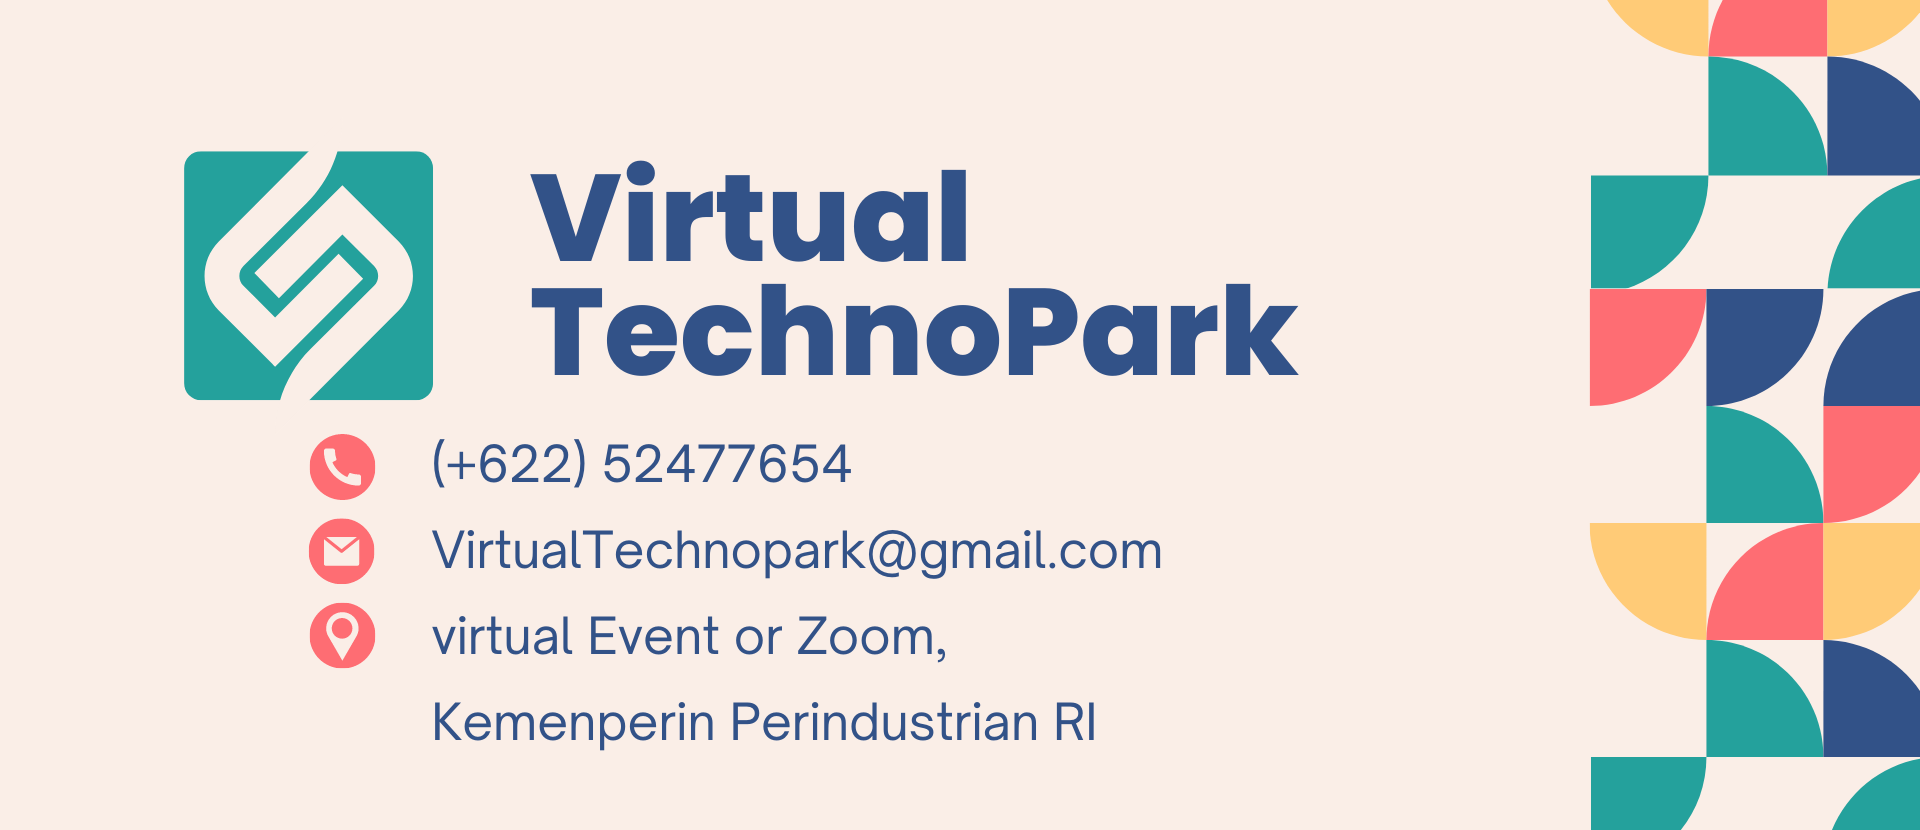 Virtual
TechnoPark
(+622) 52477654
VirtualTechnopark@gmail.com
virtual Event or Zoom,
Kemenperin Perindustrian RI